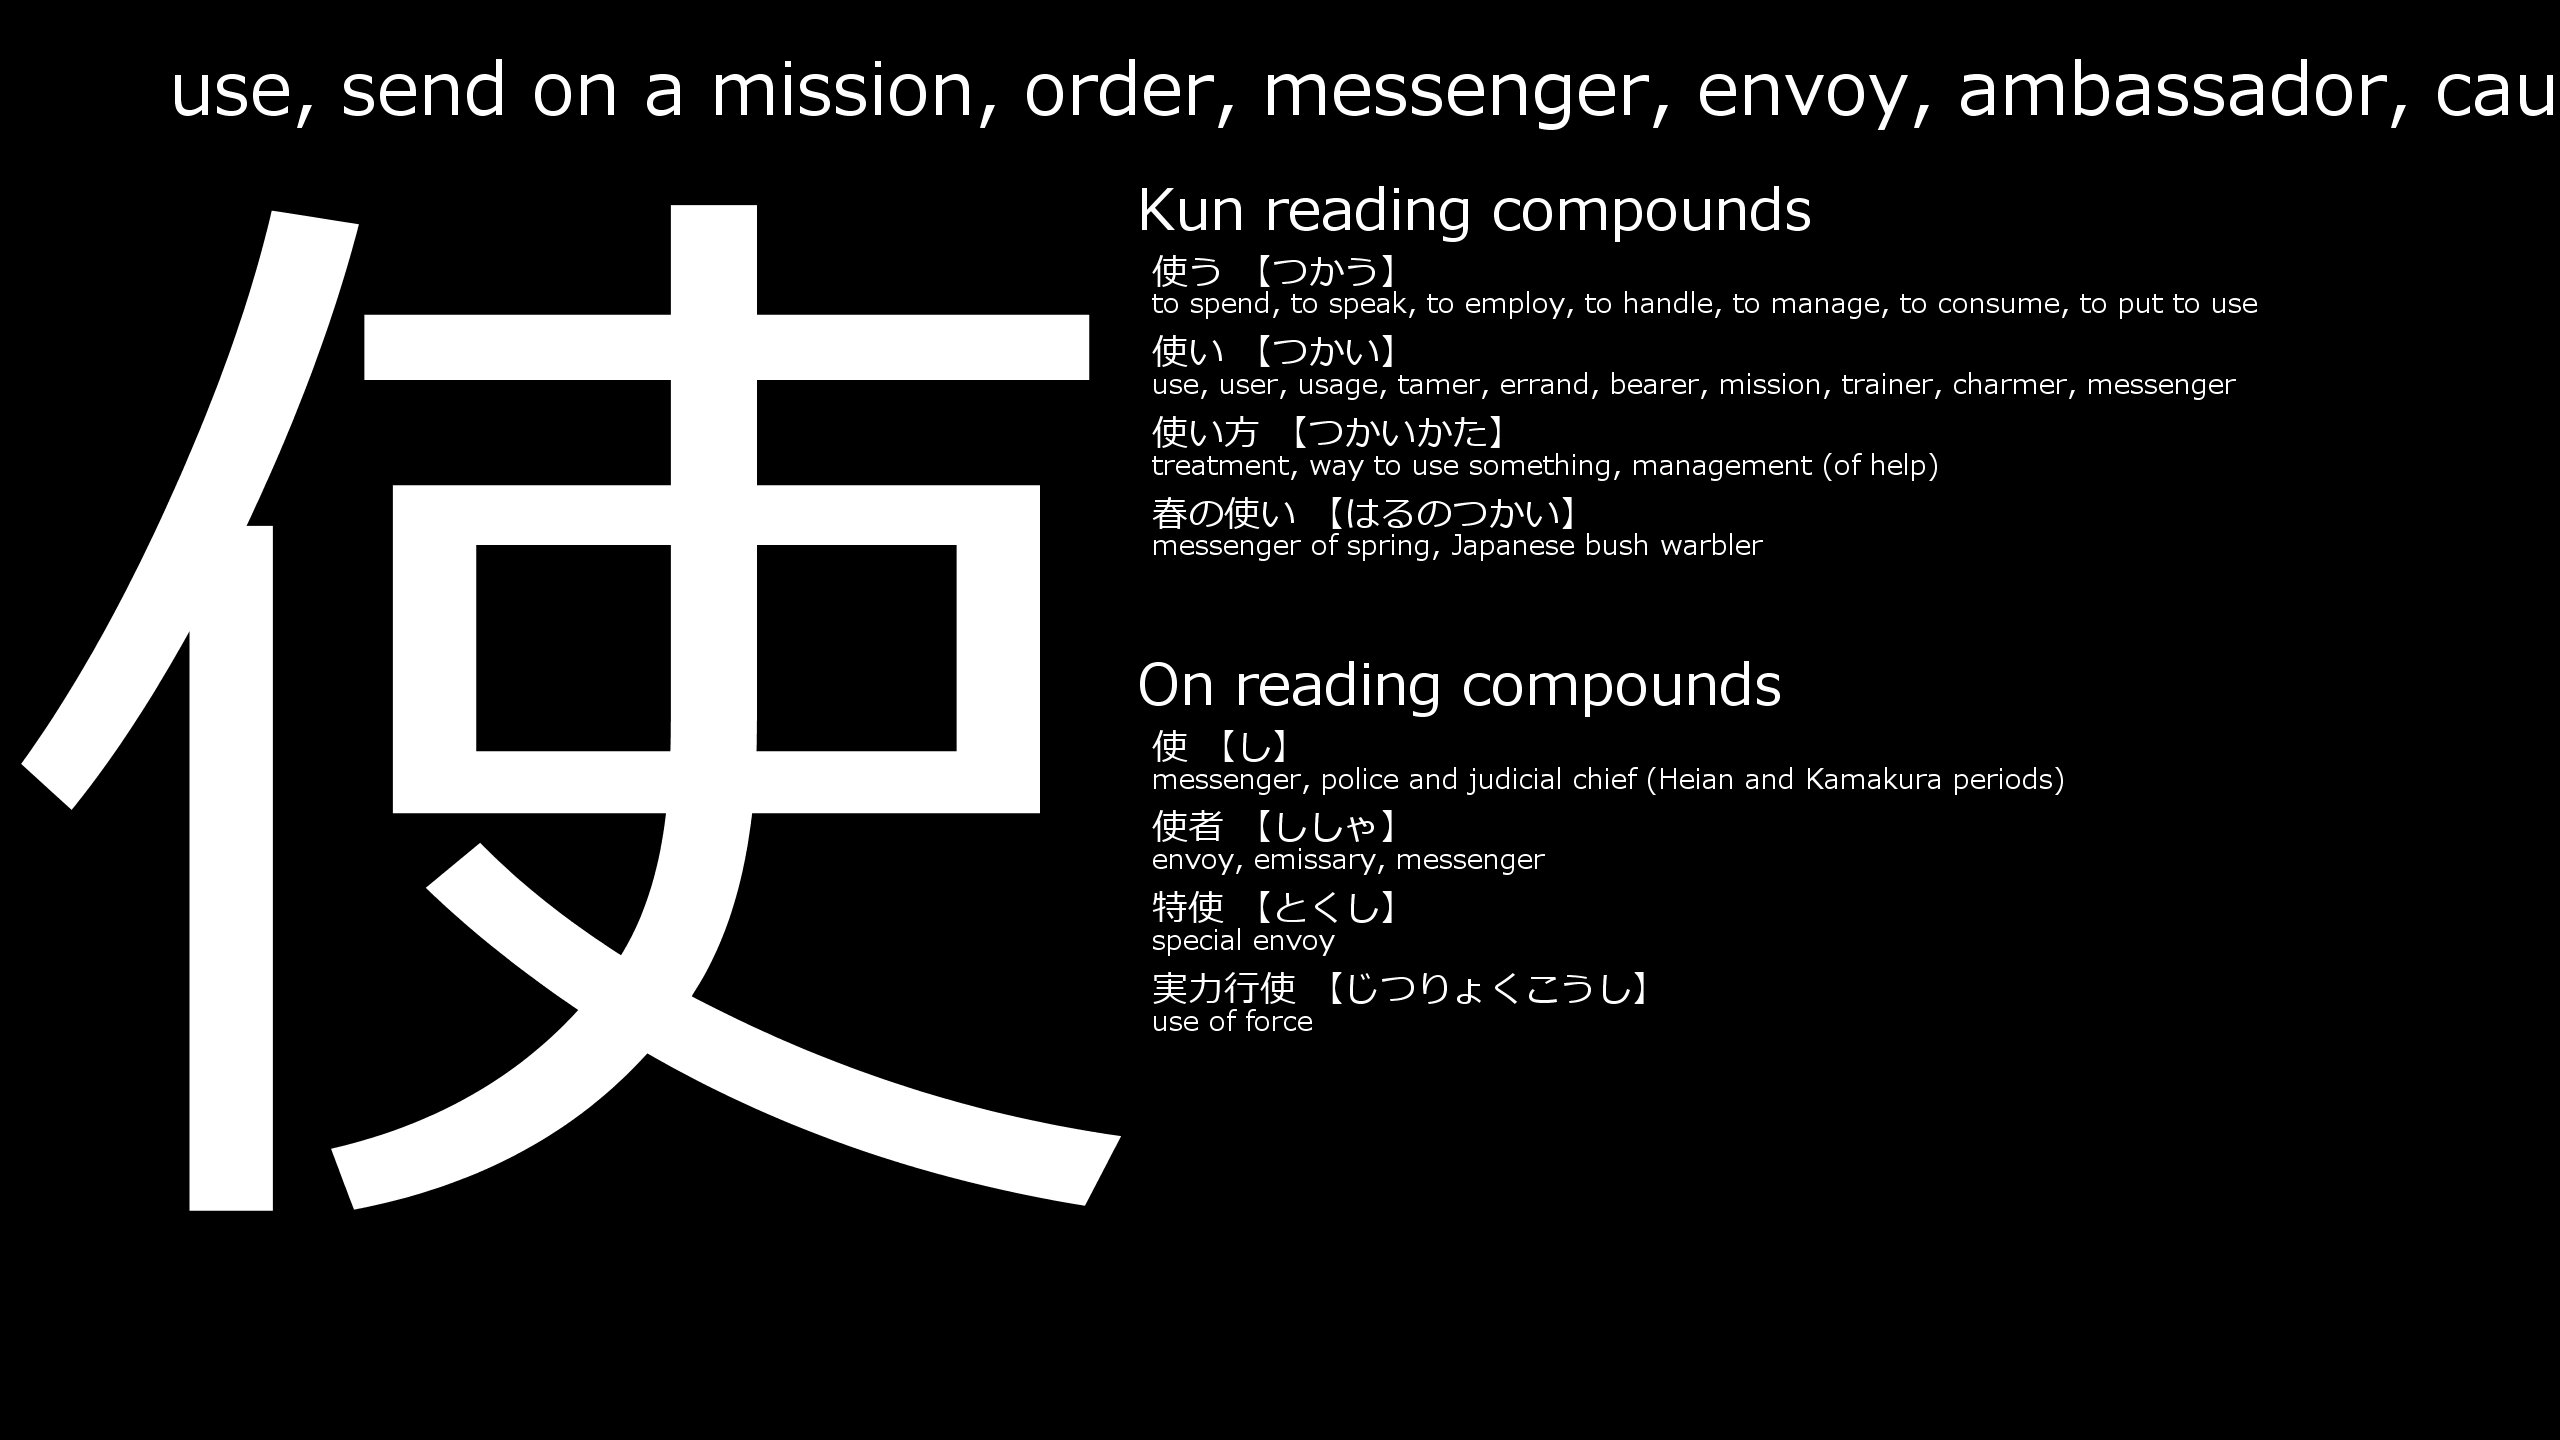 use, send on a mission, order, messenger, envoy, ambassador, cau
使
Kun reading compounds
使う 【つかう】
to spend, to speak, to employ, to handle, to manage, to consume, to put to use
使い 【つかい】
use, user, usage, tamer, errand, bearer, mission, trainer, charmer, messenger
使い方 【つかいかた】
treatment, way to use something, management (of help)
春の使い 【はるのつかい】
messenger of spring, Japanese bush warbler
On reading compounds
使 【し】
messenger, police and judicial chief (Heian and Kamakura periods)
使者 【ししゃ】
envoy, emissary, messenger
特使 【とくし】
special envoy
実力行使 【じつりょくこうし】
use of force